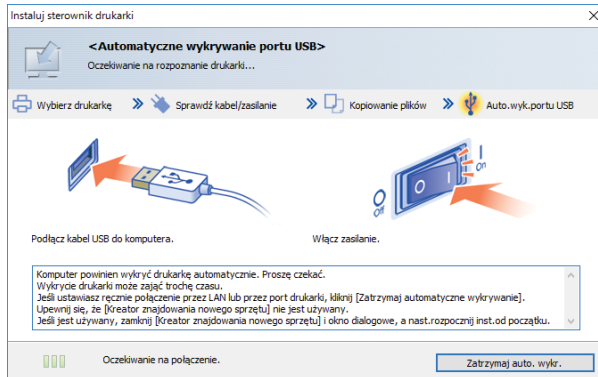 Instaluj sterownik drukarki
<Automatyczne wykrywanie portu USB>
Oczekiwanie na rozpoznanie drukarki...
Wybierz drukarkę » Sprawdź kabel/zasilanie » Kopiowanie plików » Auto.wyk.portu USB
on
Off
Podłącz kabel USB do komputera.
Włącz zasilanie.
Komputer powinien wykryć drukarkę automatycznie. Proszę czekać.
Wykrycie drukarki może zająć trochę czasu.
Jeśli ustawiasz ręcznie połączenie przez LAN lub przez port drukarki, kliknij [Zatrzymaj automatyczne wykrywanie].
Upewnij się, że [Kreator znajdowania nowego sprzętu] nie jest używany.
Jeśli jest używany, zamknij [Kreator znajdowania nowego sprzętu] i okno dialogowe, a nast.rozpocznij inst.od początku.
Oczekiwanie na połączenie.
Zatrzymaj auto. wykr.